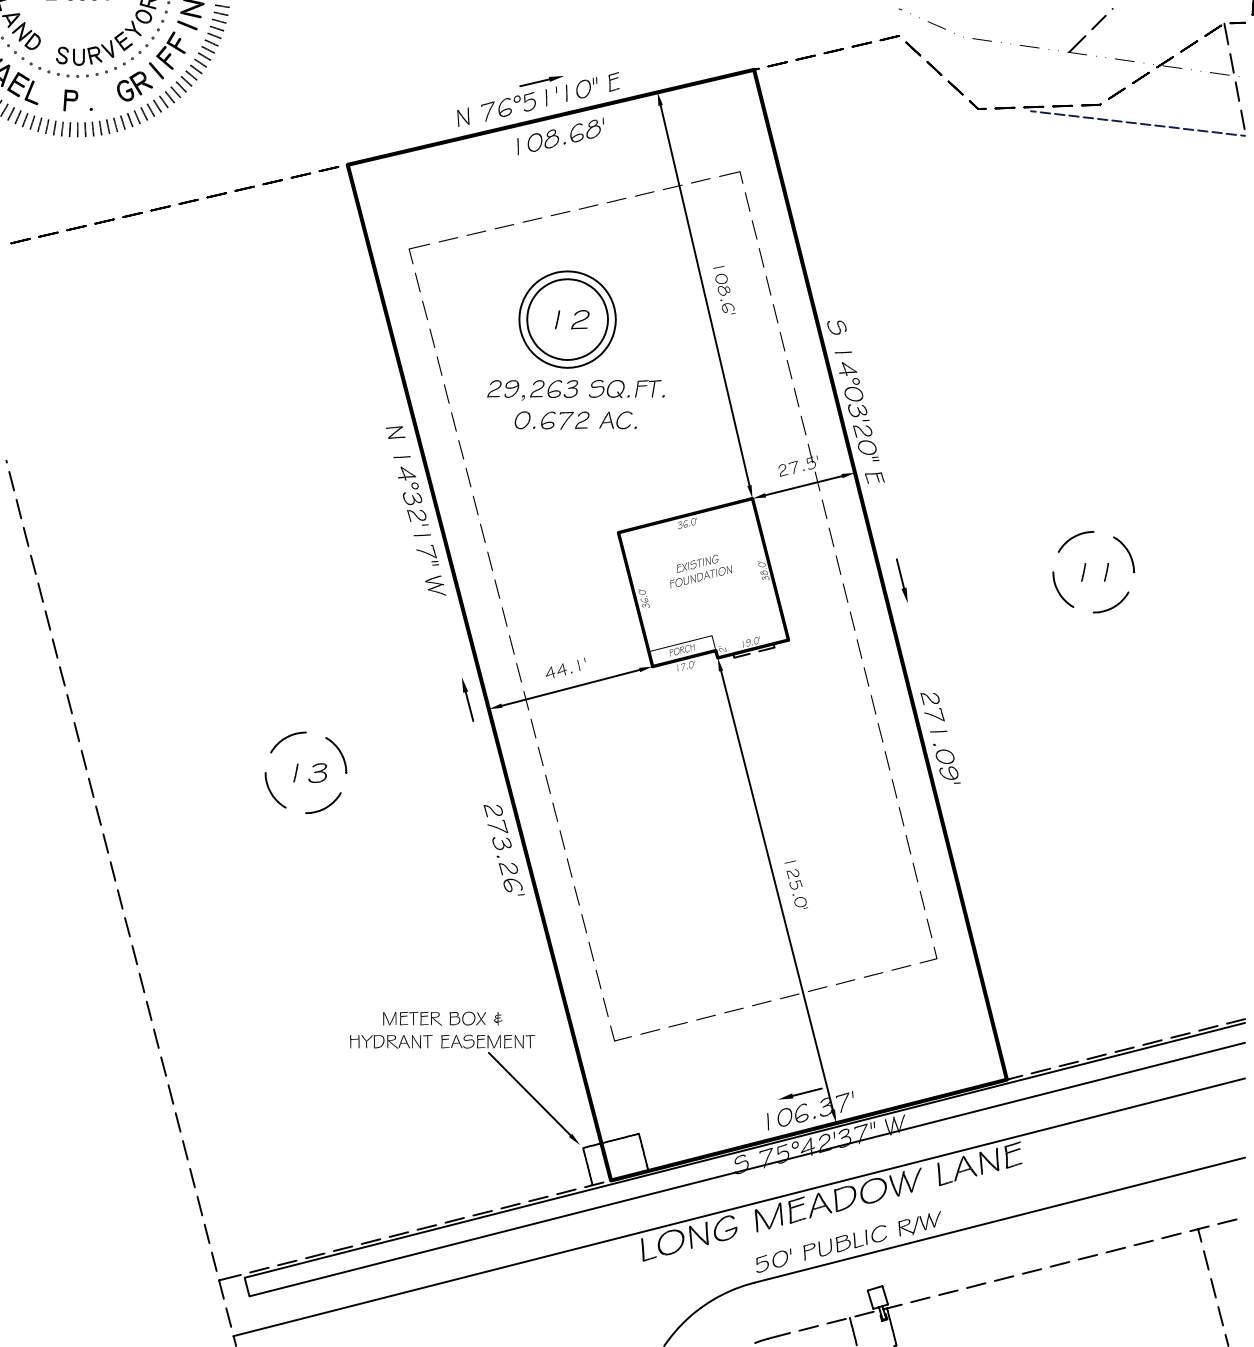 LAND SURVEYOR
AEL P. GRIFFIN
N 76°51'10" E
108.68'
108.6'
12
29,263 SQ.FT.
0.672 AC.
S 14°03'20" E
N 14°32'17" W
27.5'
36.0'
EXISTING
FOUNDATION
38.0'
36.0'
11
PORCH
2'
19.0'
17.0'
44.1'
271.09'
13
273.26'
125.0'
METER BOX &
HYDRANT EASEMENT
106.37'
S 75°42'37" W
LONG MEADOW LANE
50' PUBLIC R/W